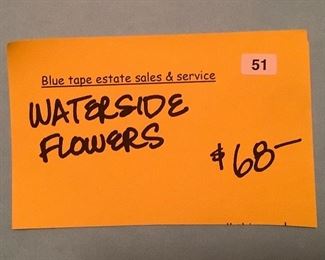 51
Blue tape estate sales & service
WATERSIDE
FLOWERS
$68—